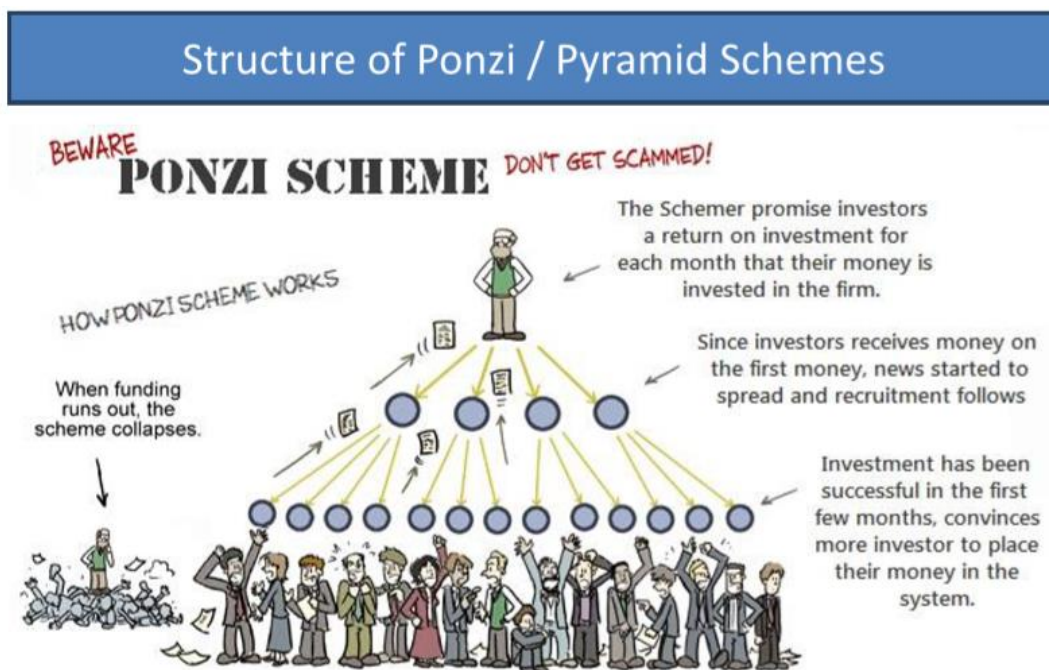 Structure of Ponzi / Pyramid Schemes
BEWARE
PONZI SCHEME
DON'T GET SCAMMED!
The Schemer promise investors
a return on investment for
each month that their money is
invested in the firm.
HOW PONZI SCHEME WORKS
Since investors receives money on
the first money, news started to
spread and recruitment follows
When funding
runs out, the
scheme collapses.
Investment has been
successful in the first
few months, convinces
more investor to place
their money in the
system.